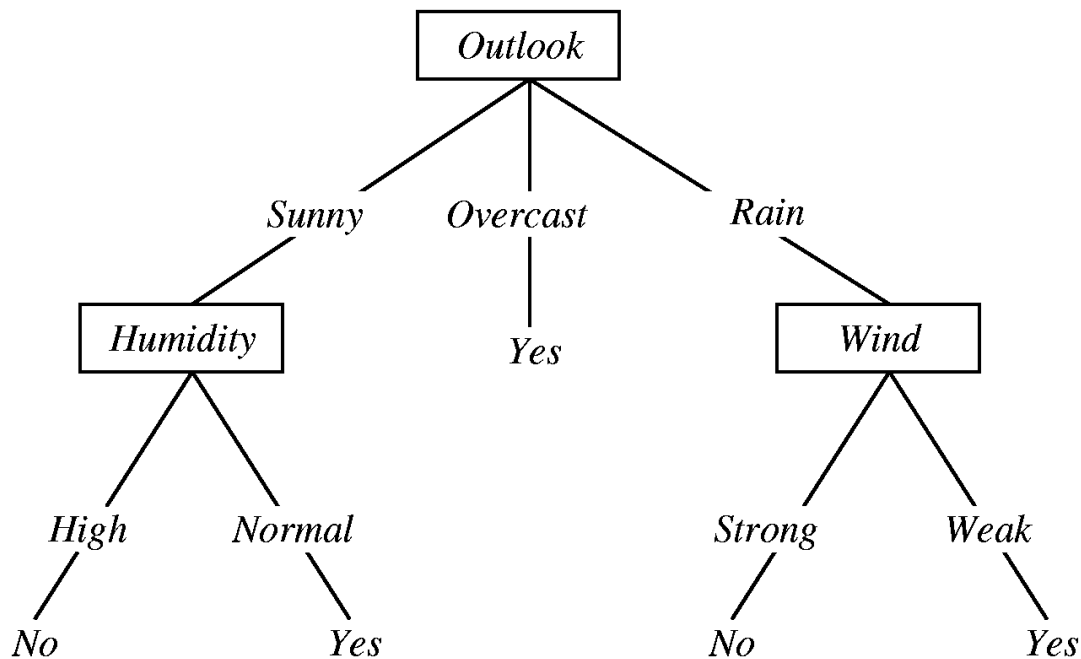 Outlook
Sunny Overcast Rain
Humidity Yes Wind
High Normal Strong Weak
No Yes No Yes